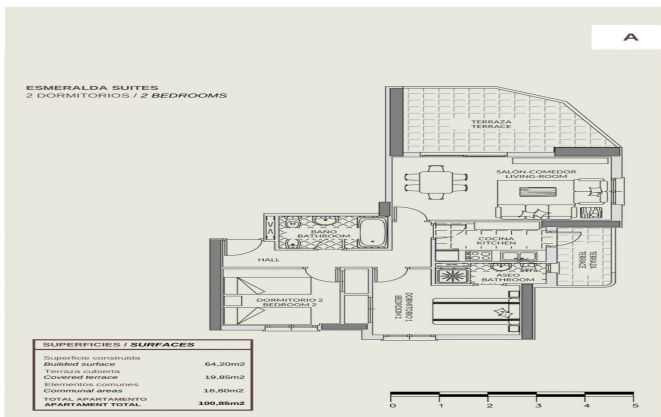 A
ESMERALDA SUITES
2 DORMITORIOS / 2 BEDROOMS
TERRAZA
TERRACE
SALÓN-COMEDOR
LIVING-ROOM
BAÑO
BATHROOM
COCINA
KITCHEN
TERRAZA
TERRACE
HALL
ASEO
BATHROOM
DORMITORIO 2
BEDROOM 2
DORMITORIO 1
BEDROOM 1
SUPERFICIES / SURFACES
Superficie construida
Builded surface 64,20m2
Terraza cubierta
Covered terrace 19,85m2
Elementos comunes
Communal areas 16,80m2
TOTAL APARTAMENTO
APARTAMENT TOTAL 100,85m2
0 1 2 3 4 5